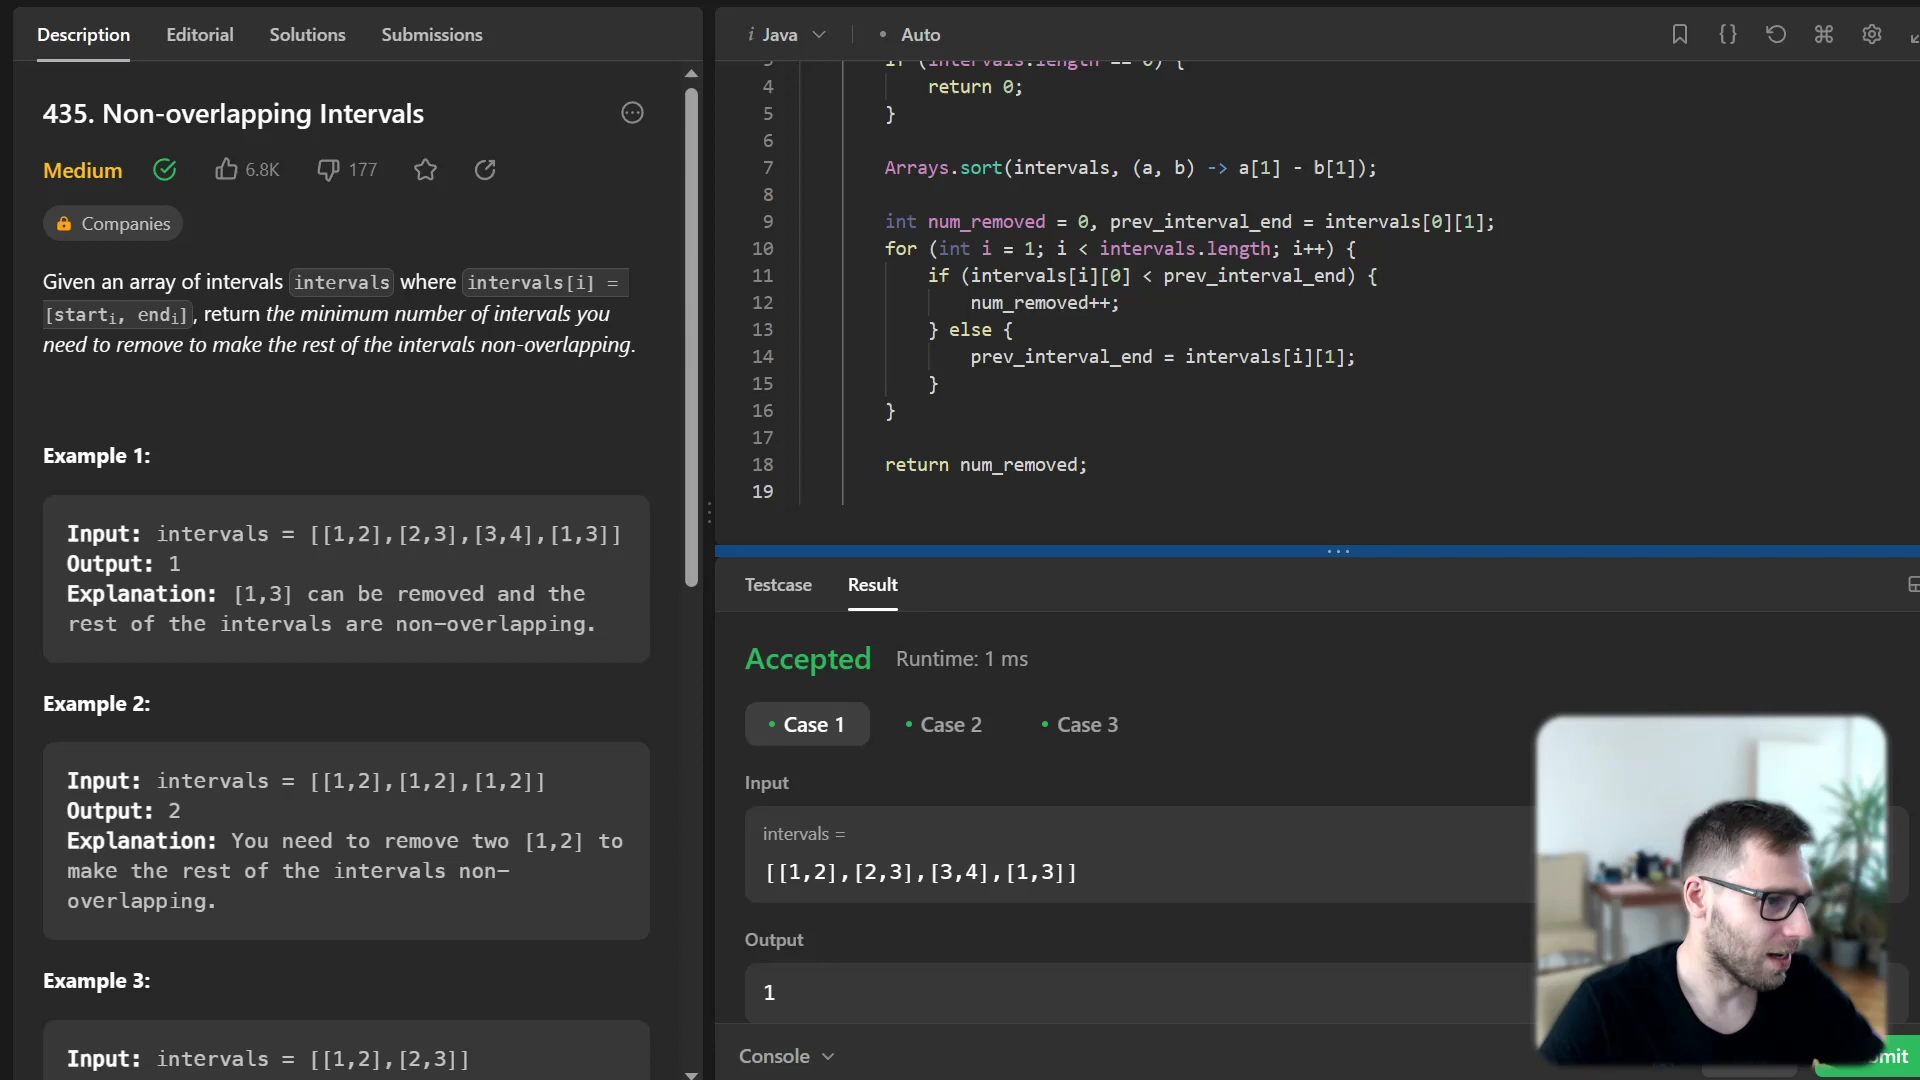 Description Editorial Solutions Submissions
435. Non-overlapping Intervals
Medium 6.8K 177
Companies
Given an array of intervals intervals where intervals[i] =
[starti, endi], return the minimum number of intervals you
need to remove to make the rest of the intervals non-overlapping.
Example 1:
Input: intervals = [[1,2],[2,3],[3,4],[1,3]]
Output: 1
Explanation: [1,3] can be removed and the
rest of the intervals are non-overlapping.
Example 2:
Input: intervals = [[1,2],[1,2],[1,2]]
Output: 2
Explanation: You need to remove two [1,2] to
make the rest of the intervals non-
overlapping.
Example 3:
Input: intervals = [[1,2],[2,3]]
i Java • Auto
3 if (intervals.length == 0) {
4 return 0;
5 }
6
7 Arrays.sort(intervals, (a, b) -> a[1] - b[1]);
8
9 int num_removed = 0, prev_interval_end = intervals[0][1];
10 for (int i = 1; i < intervals.length; i++) {
11 if (intervals[i][0] < prev_interval_end) {
12 num_removed++;
13 } else {
14 prev_interval_end = intervals[i][1];
15 }
16 }
17
18 return num_removed;
19
Testcase Result
Accepted Runtime: 1 ms
• Case 1 • Case 2 • Case 3
Input
intervals =
[[1,2],[2,3],[3,4],[1,3]]
Output
1
Console